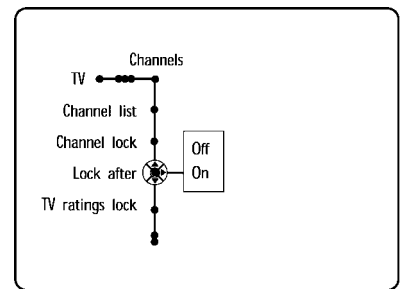 Channels
TV
Channel list
Channel lock
Lock after
TV ratings lock
Off
On